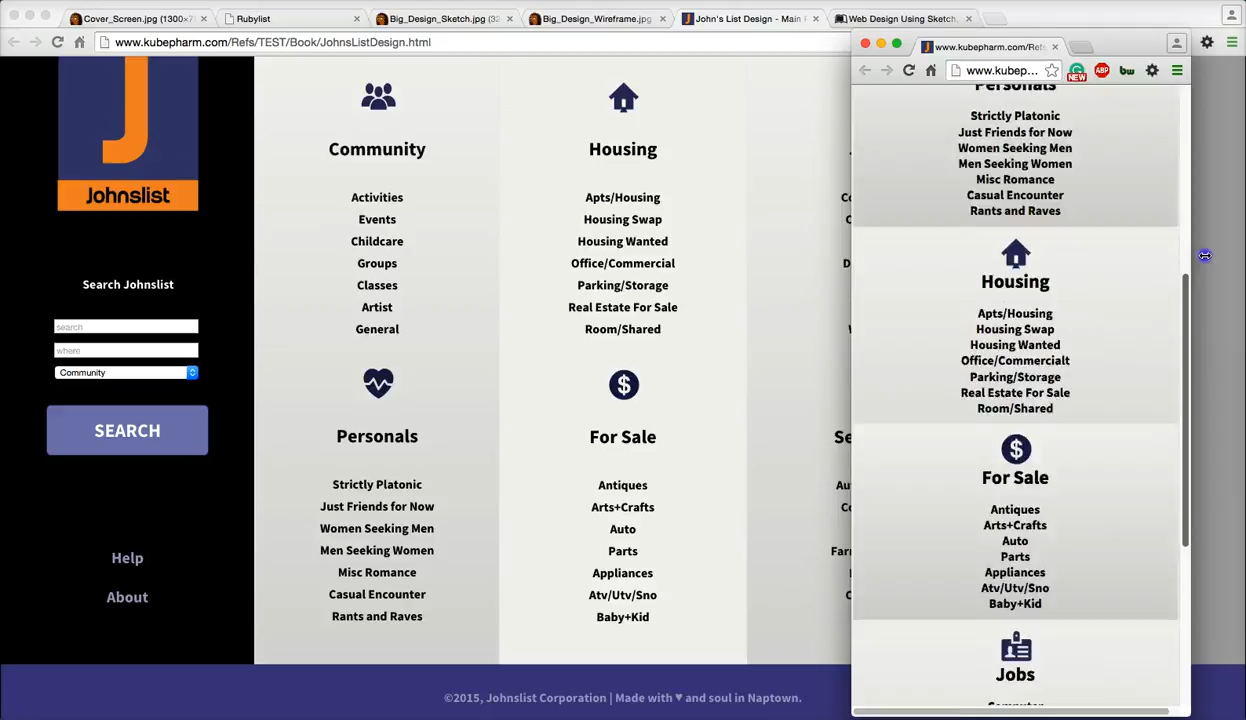 Cover_Screen.jpg (1300×7
Rubylist
Big_Design_Sketch.jpg (32
Big_Design_Wireframe.jpg
John's List Design - Main
Web Design Using Sketch,
www.kubepharm.com/Refs/TEST/Book/JohnsListDesign.html
J
Johnslist
Search Johnslist
search
where
Community
SEARCH
Help
About
Community
Activities
Events
Childcare
Groups
Classes
Artist
General
Personals
Strictly Platonic
Just Friends for Now
Women Seeking Men
Men Seeking Women
Misc Romance
Casual Encounter
Rants and Raves
Housing
Apts/Housing
Housing Swap
Housing Wanted
Office/Commercial
Parking/Storage
Real Estate For Sale
Room/Shared
For Sale
Antiques
Arts+Crafts
Auto
Parts
Appliances
Atv/Utv/Sno
Baby+Kid
Se
Au
Farr
©2015, Johnslist Corporation | Made with ♥ and soul in Naptown.
www.kubepharm.com/Refs
www.kubep...
NEW
ABP
bw
Personals
Strictly Platonic
Just Friends for Now
Women Seeking Men
Men Seeking Women
Misc Romance
Casual Encounter
Rants and Raves
Housing
Apts/Housing
Housing Swap
Housing Wanted
Office/Commercialt
Parking/Storage
Real Estate For Sale
Room/Shared
For Sale
Antiques
Arts+Crafts
Auto
Parts
Appliances
Atv/Utv/Sno
Baby+Kid
Jobs